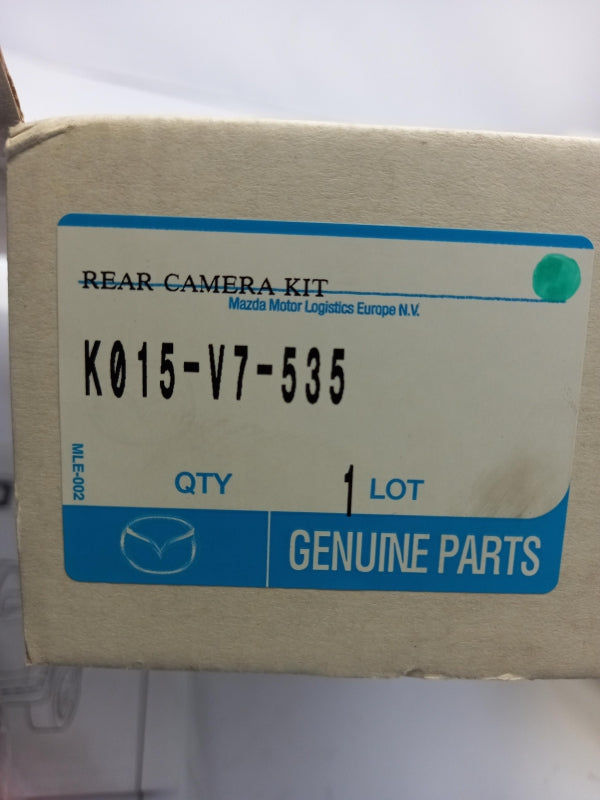 REAR CAMERA KIT
Mazda Motor Logistics Europe N.V.
K015-V7-535
MLE-002
QTY 1 LOT
GENUINE PARTS